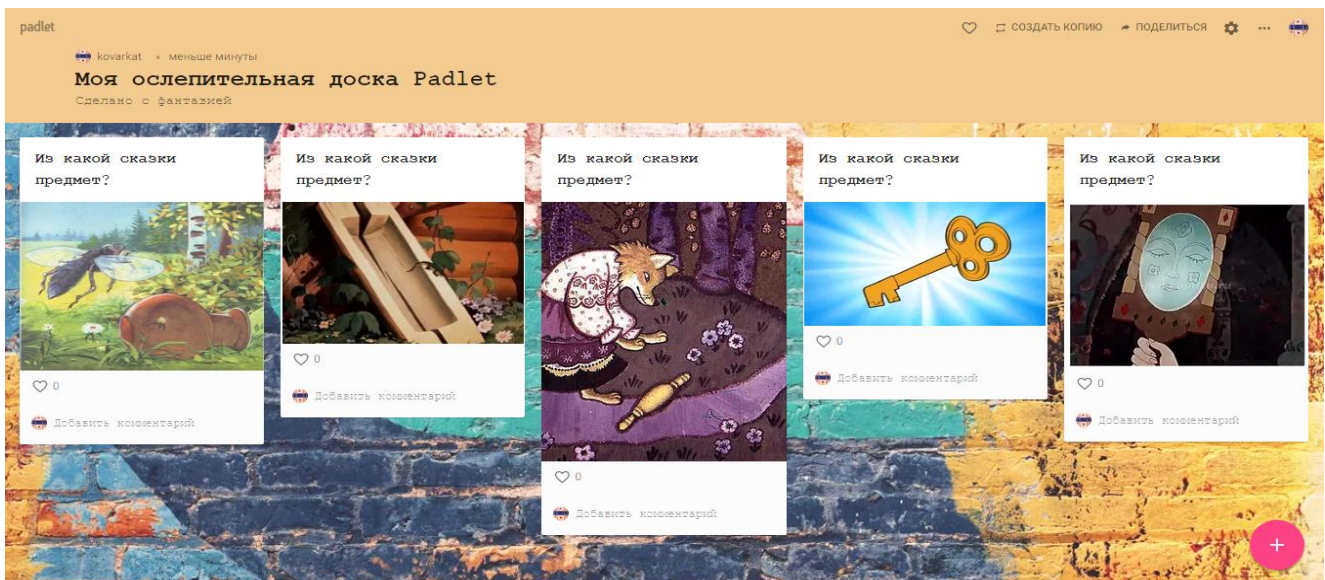 padlet
СОЗДАТЬ КОПИЮ
ПОДЕЛИТЬСЯ
kovarkat • меньше минуты
Моя ослепительная доска Padlet
Сделано с фантазией
Из какой сказки
предмет?
0
Добавить комментарий
Из какой сказки
предмет?
0
Добавить комментарий
Из какой сказки
предмет?
0
Добавить комментарий
Из какой сказки
предмет?
0
Добавить комментарий
Из какой сказки
предмет?
0
Добавить комментарий